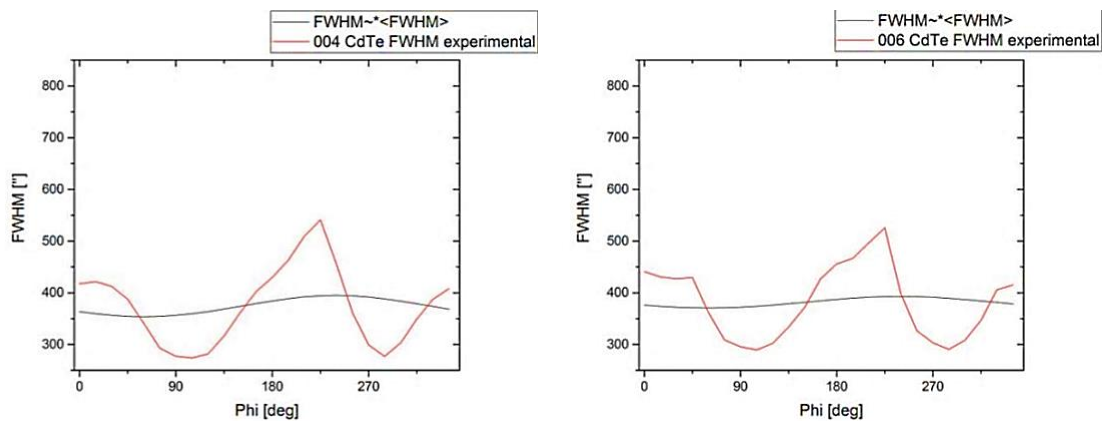 FWHM~*<FWHM>
004 CdTe FWHM experimental
800
700
600
500
400
300
FWHM ["]
0 90 180 270
Phi [deg]
FWHM~*<FWHM>
006 CdTe FWHM experimental
800
700
600
500
400
300
FWHM ["]
0 90 180 270
Phi [deg]